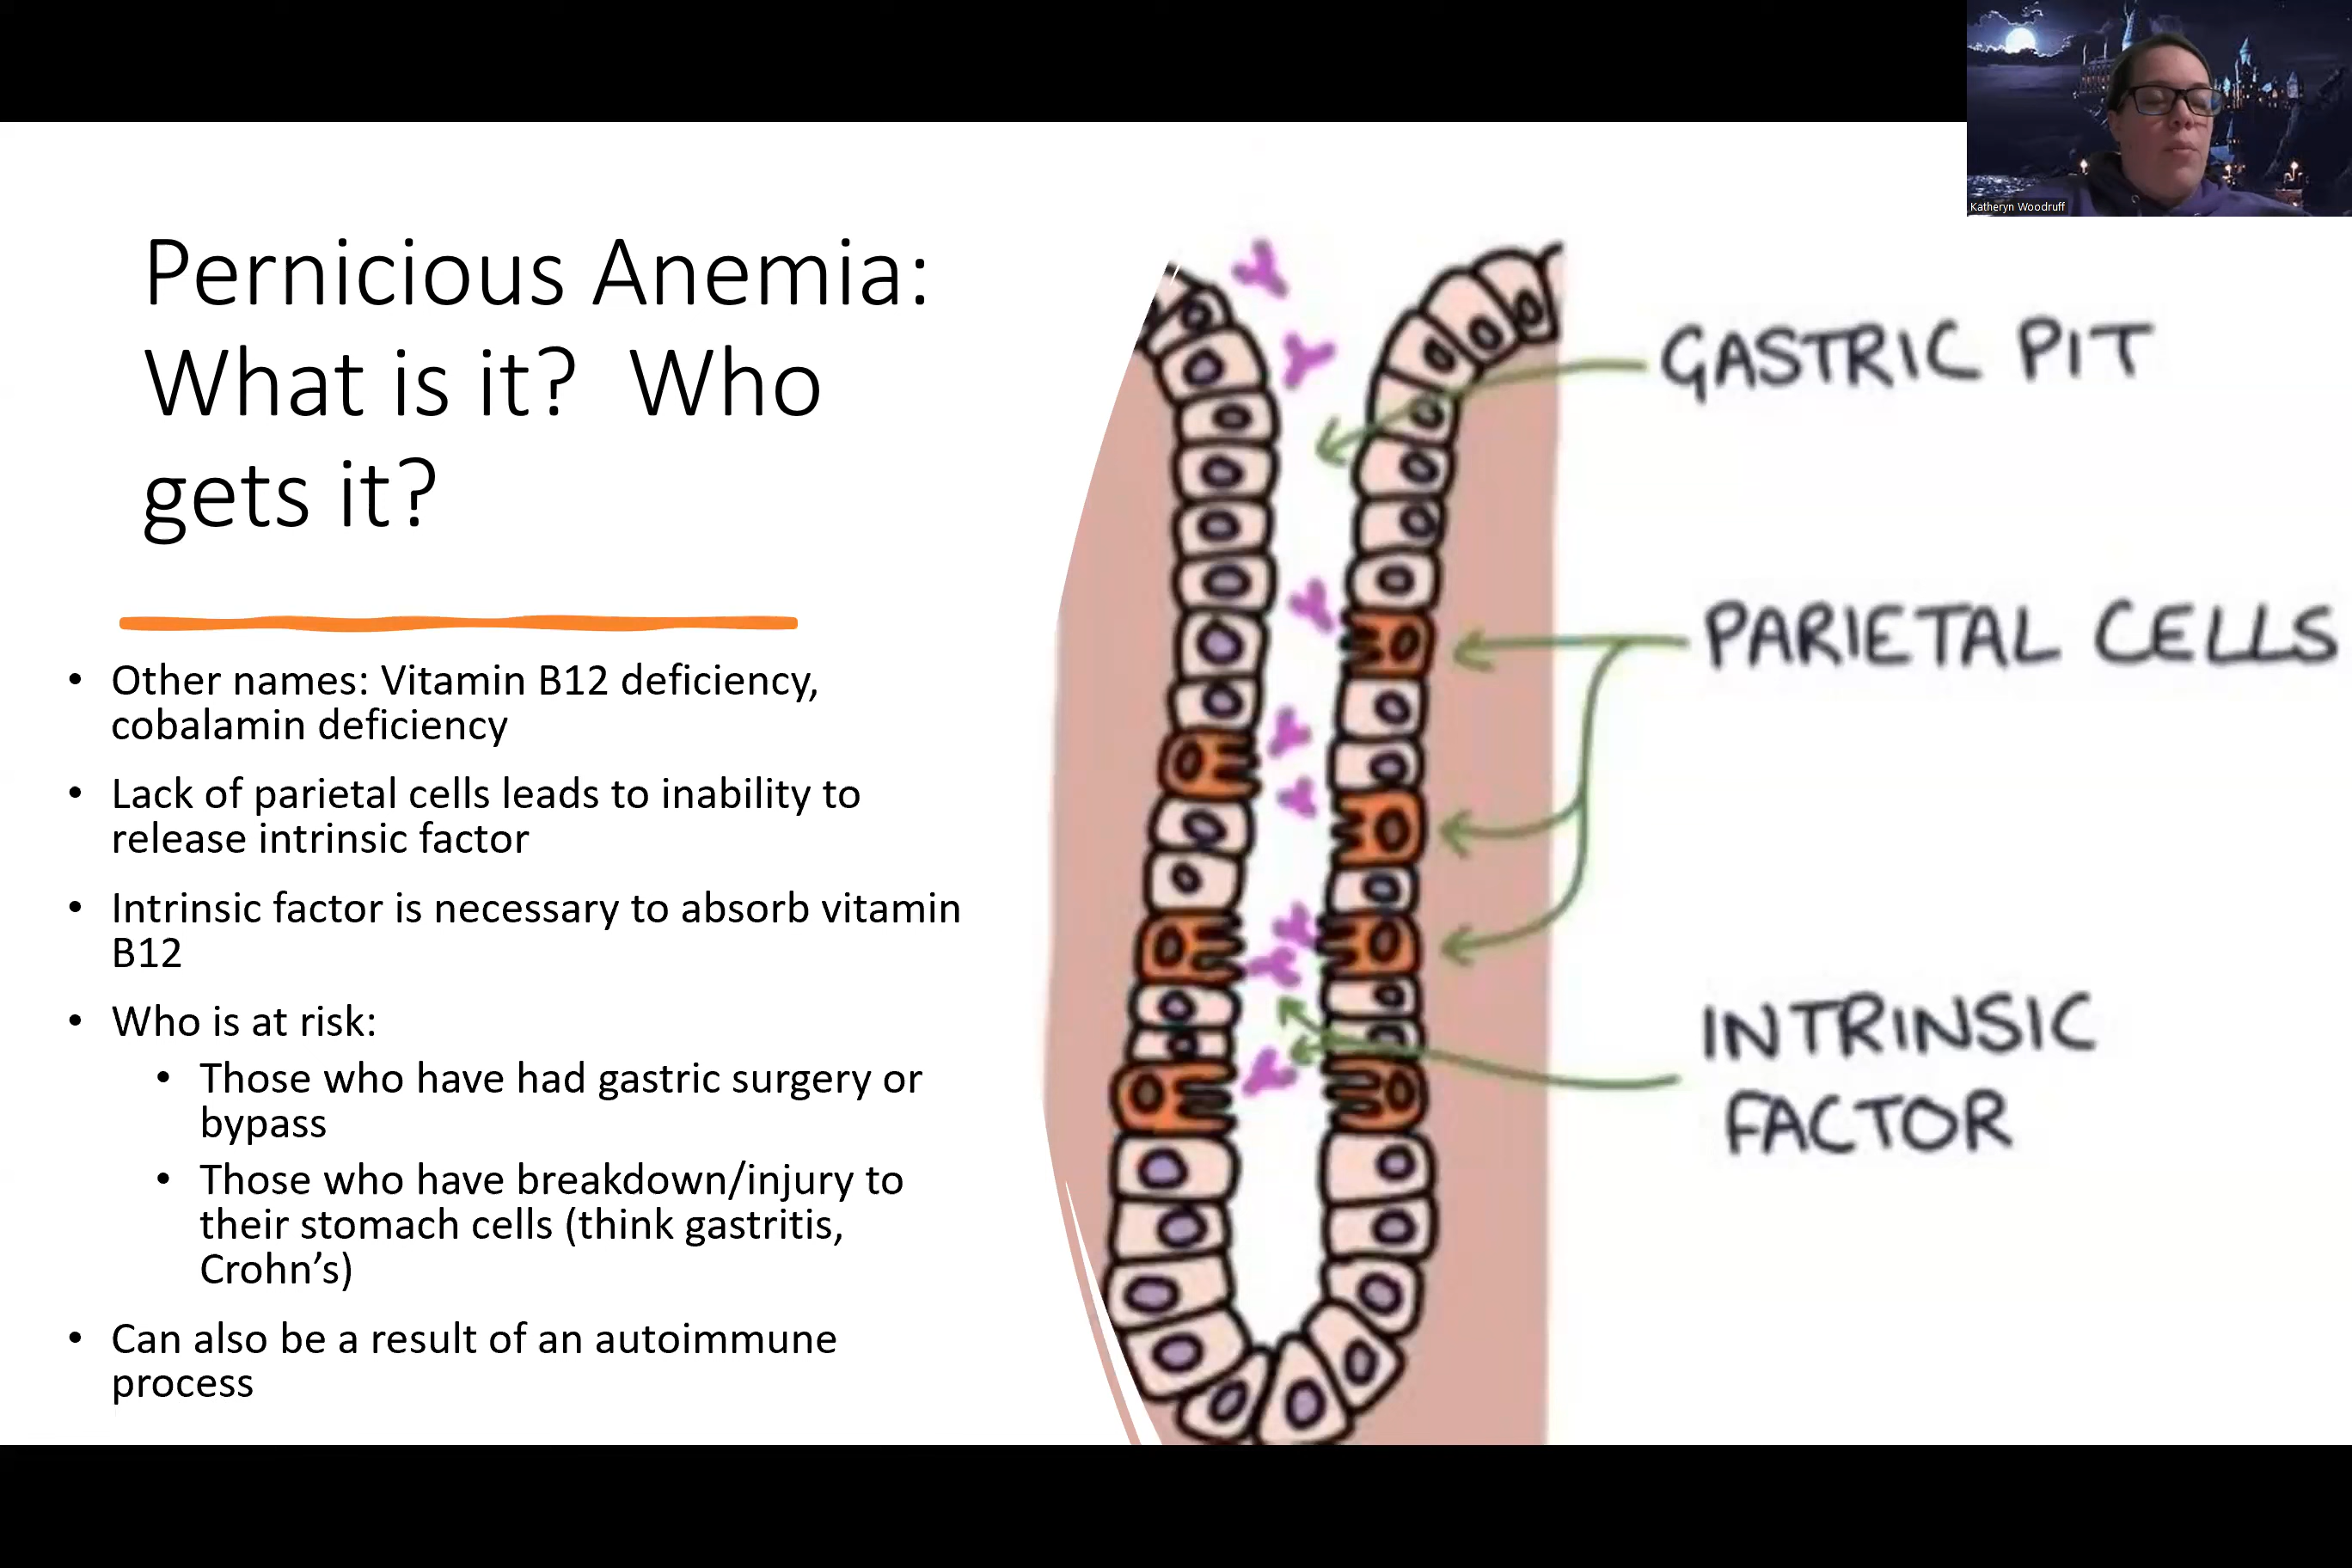 Katheryn Woodruff
Pernicious Anemia:
What is it?  Who
gets it?
• Other names: Vitamin B12 deficiency,
cobalamin deficiency
• Lack of parietal cells leads to inability to
release intrinsic factor
• Intrinsic factor is necessary to absorb vitamin
B12
• Who is at risk:
• Those who have had gastric surgery or
bypass
• Those who have breakdown/injury to
their stomach cells (think gastritis,
Crohn’s)
• Can also be a result of an autoimmune
process
GASTRIC PIT
PARIETAL CELLS
INTRINSIC
FACTOR